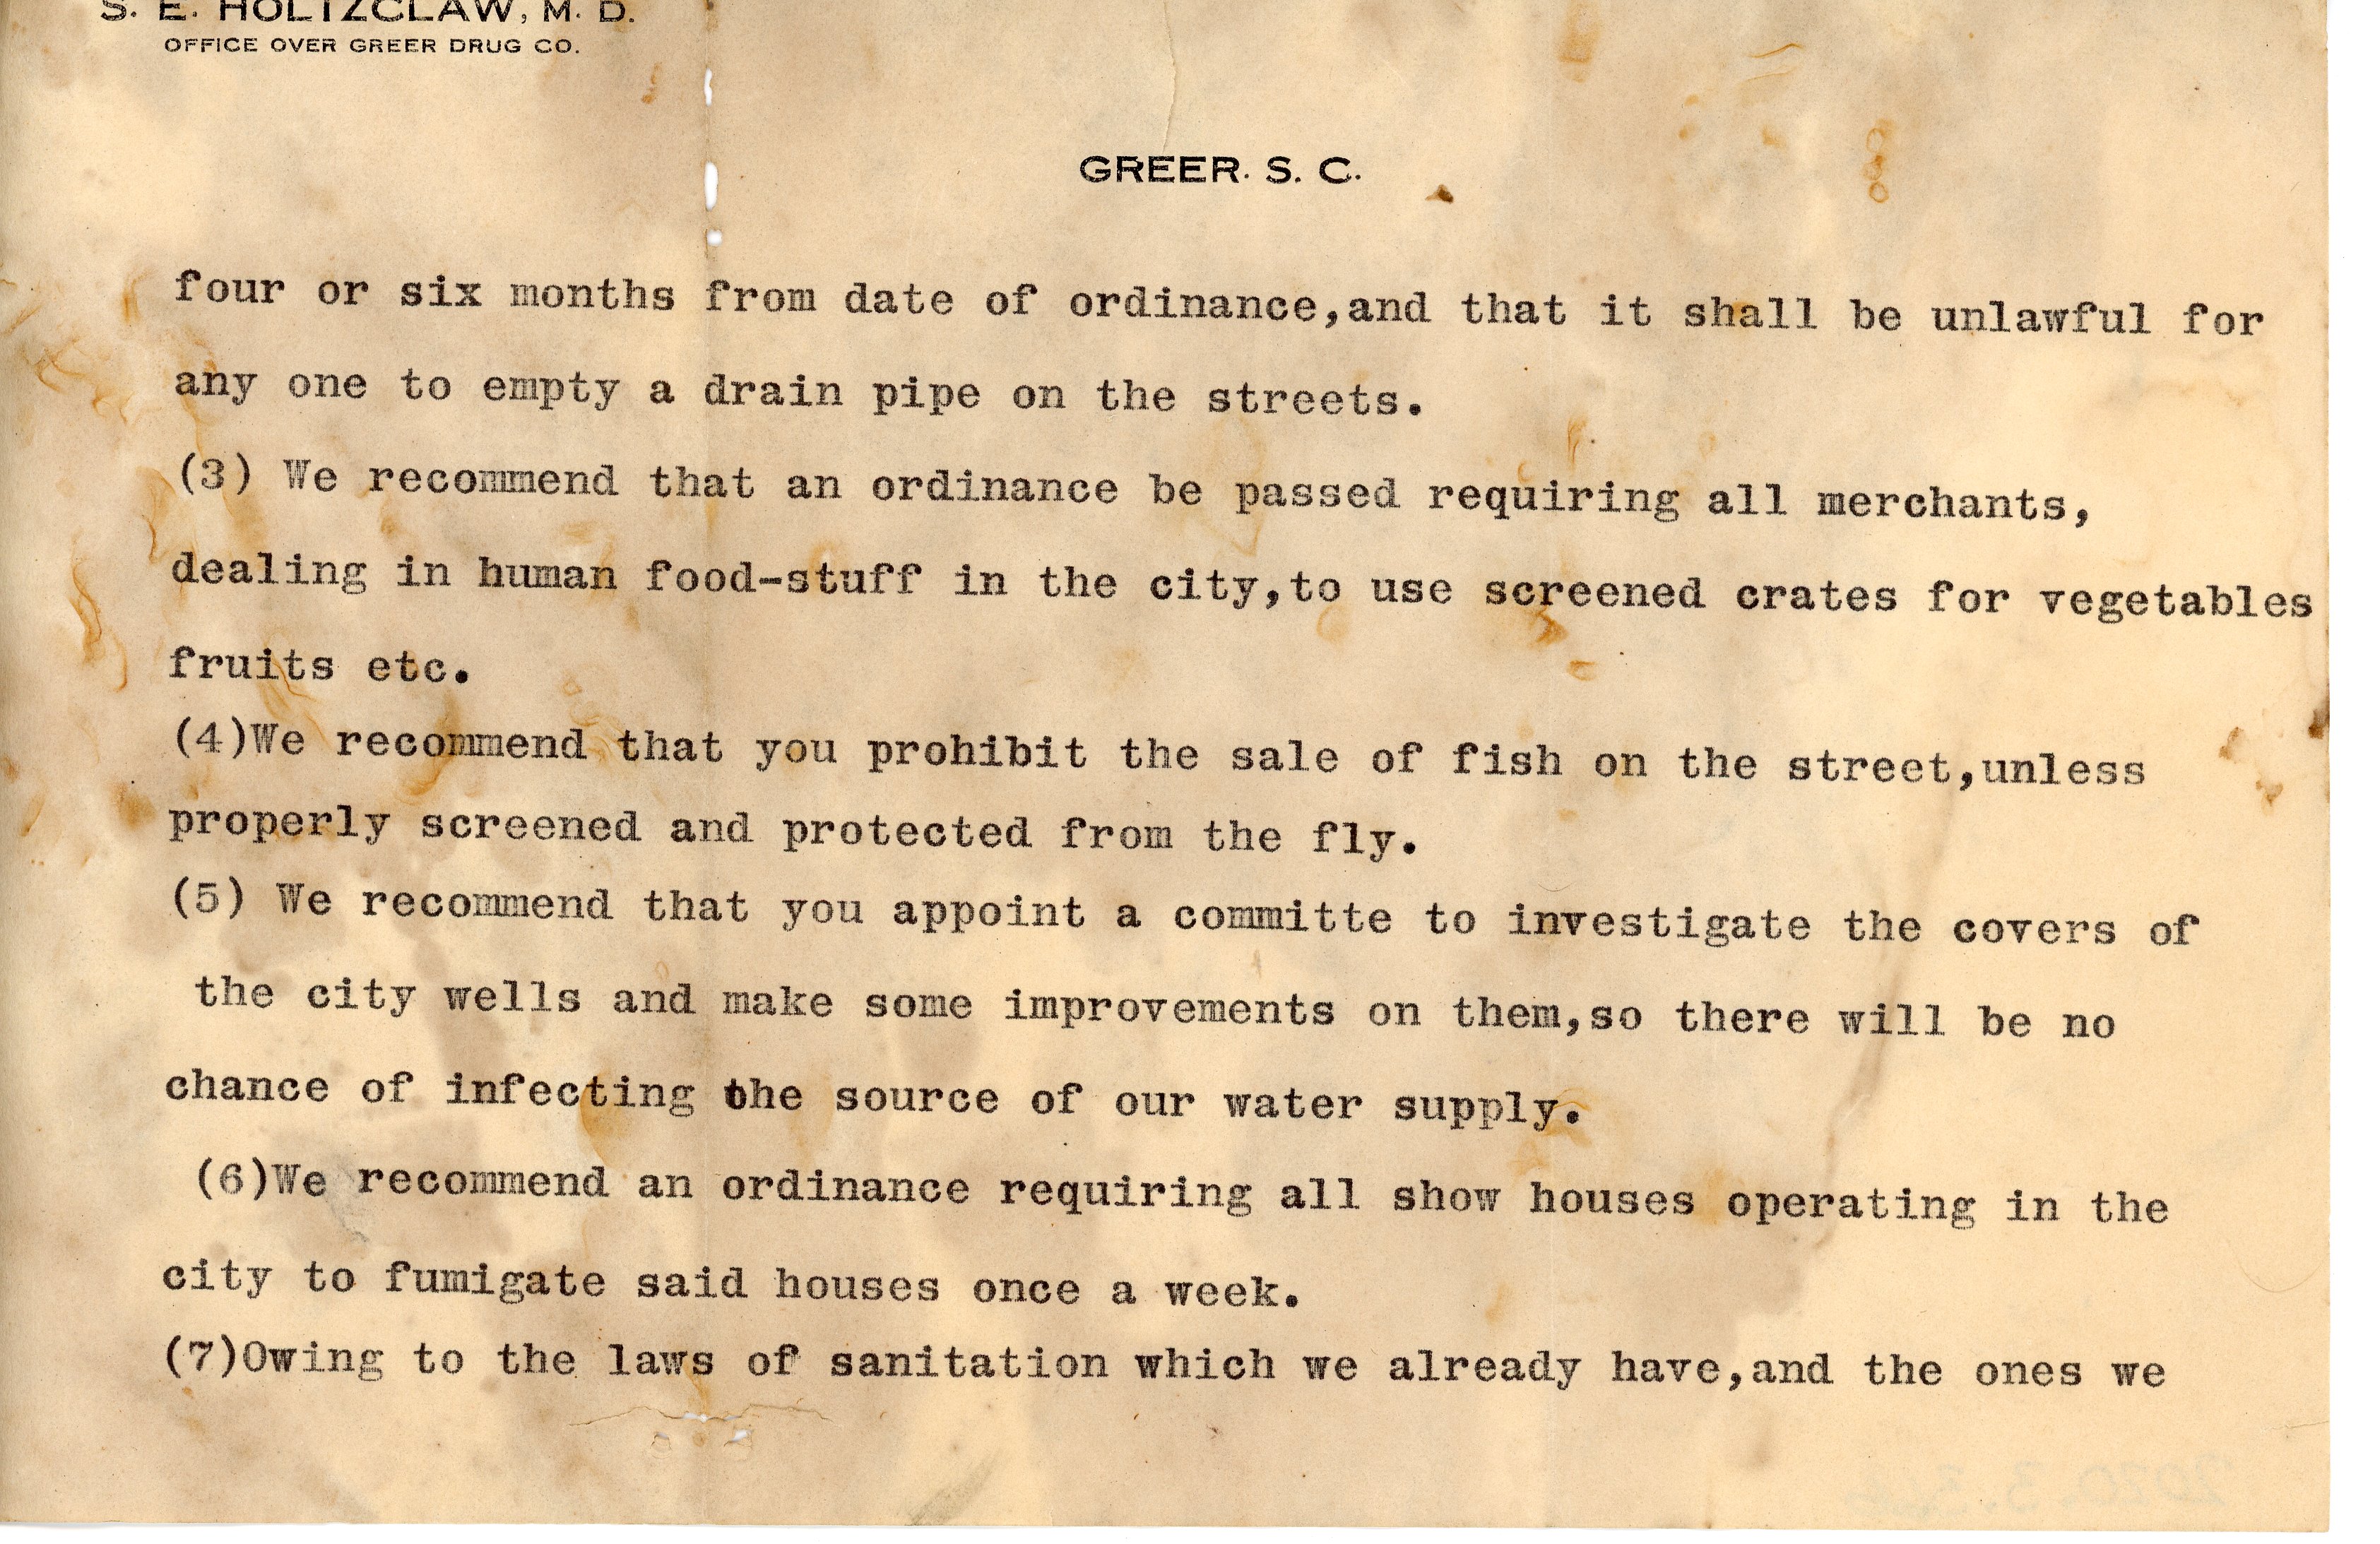 S. E. HOLTZCLAW, M. D.
OFFICE OVER GREER DRUG CO.
GREER. S. C.
four or six months from date of ordinance,and that it shall be unlawful for
any one to empty a drain pipe on the streets.
(3) We recommend that an ordinance be passed requiring all merchants,
dealing in human food-stuff in the city,to use screened crates for vegetables
fruits etc.
(4)We recommend that you prohibit the sale of fish on the street,unless
properly screened and protected from the fly.
(5) We recommend that you appoint a committe to investigate the covers of
the city wells and make some improvements on them,so there will be no
chance of infecting the source of our water supply.
(6)We recommend an ordinance requiring all show houses operating in the
city to fumigate said houses once a week.
(7)Owing to the laws of sanitation which we already have,and the ones we